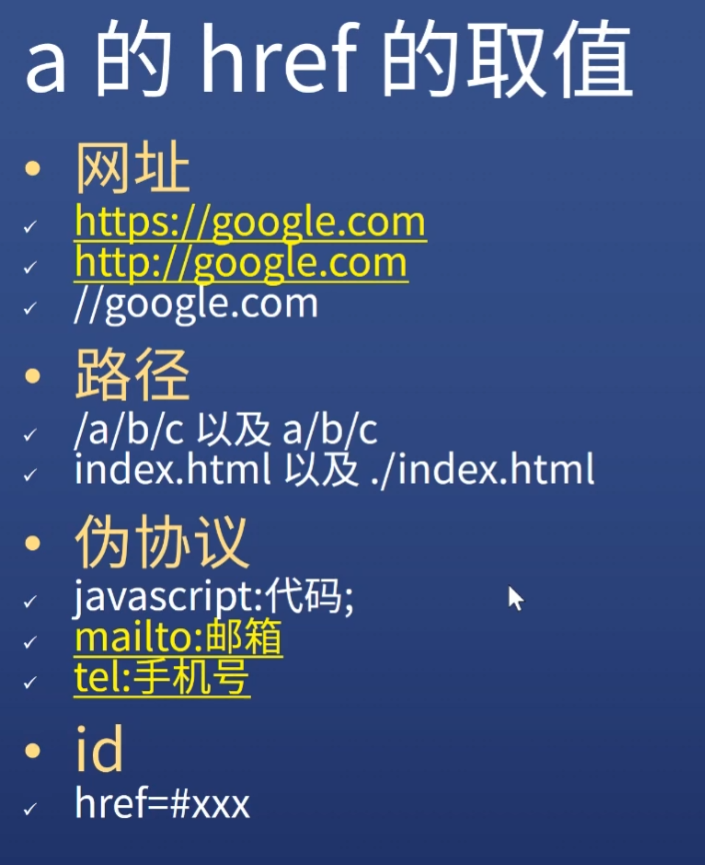 a 的 href 的取值
• 网址
✓ https://google.com
✓ http://google.com
✓ //google.com
• 路径
✓ /a/b/c 以及 a/b/c
✓ index.html 以及 ./index.html
• 伪协议
✓ javascript:代码;
✓ mailto:邮箱
✓ tel:手机号
• id
✓ href=#xxx